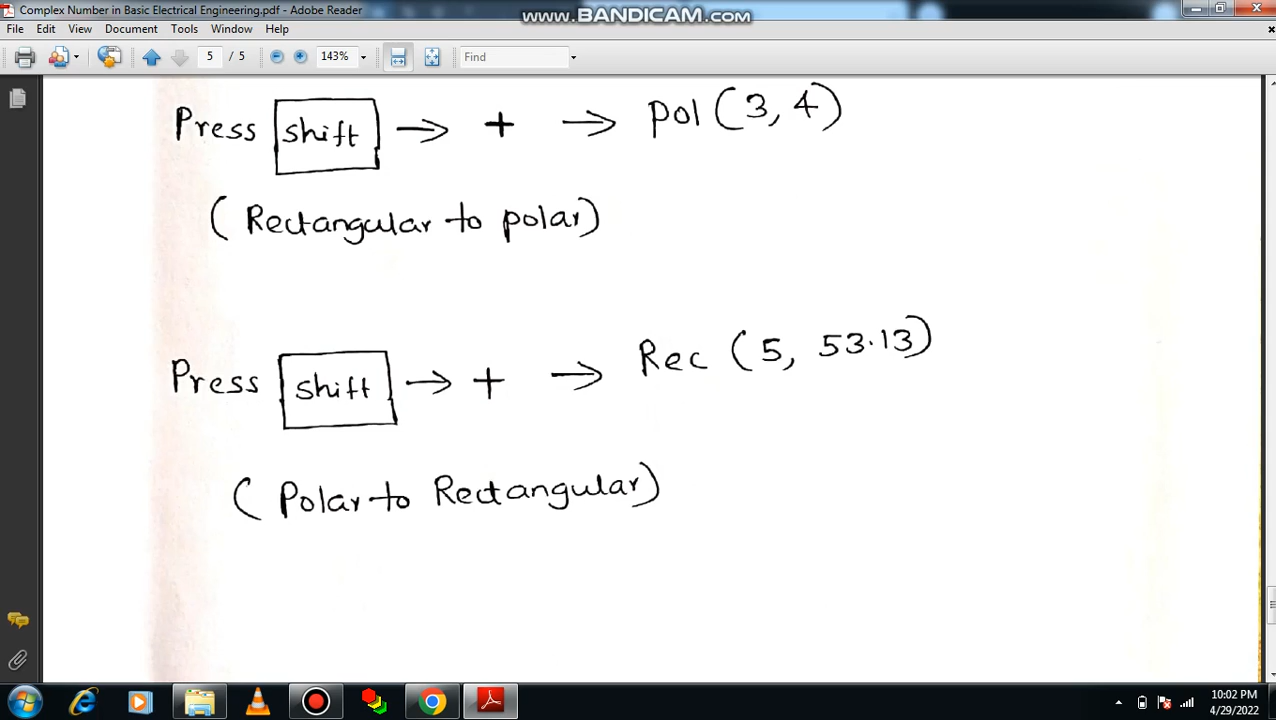 Complex Number in Basic Electrical Engineering.pdf - Adobe Reader
www.BANDICAM.com
File Edit View Document Tools Window Help
5 / 5 143% Find
Press shift → + → pol (3, 4)
(Rectangular to polar)
Press shift → + → Rec (5, 53.13)
(Polar to Rectangular)
10:02 PM
4/29/2022